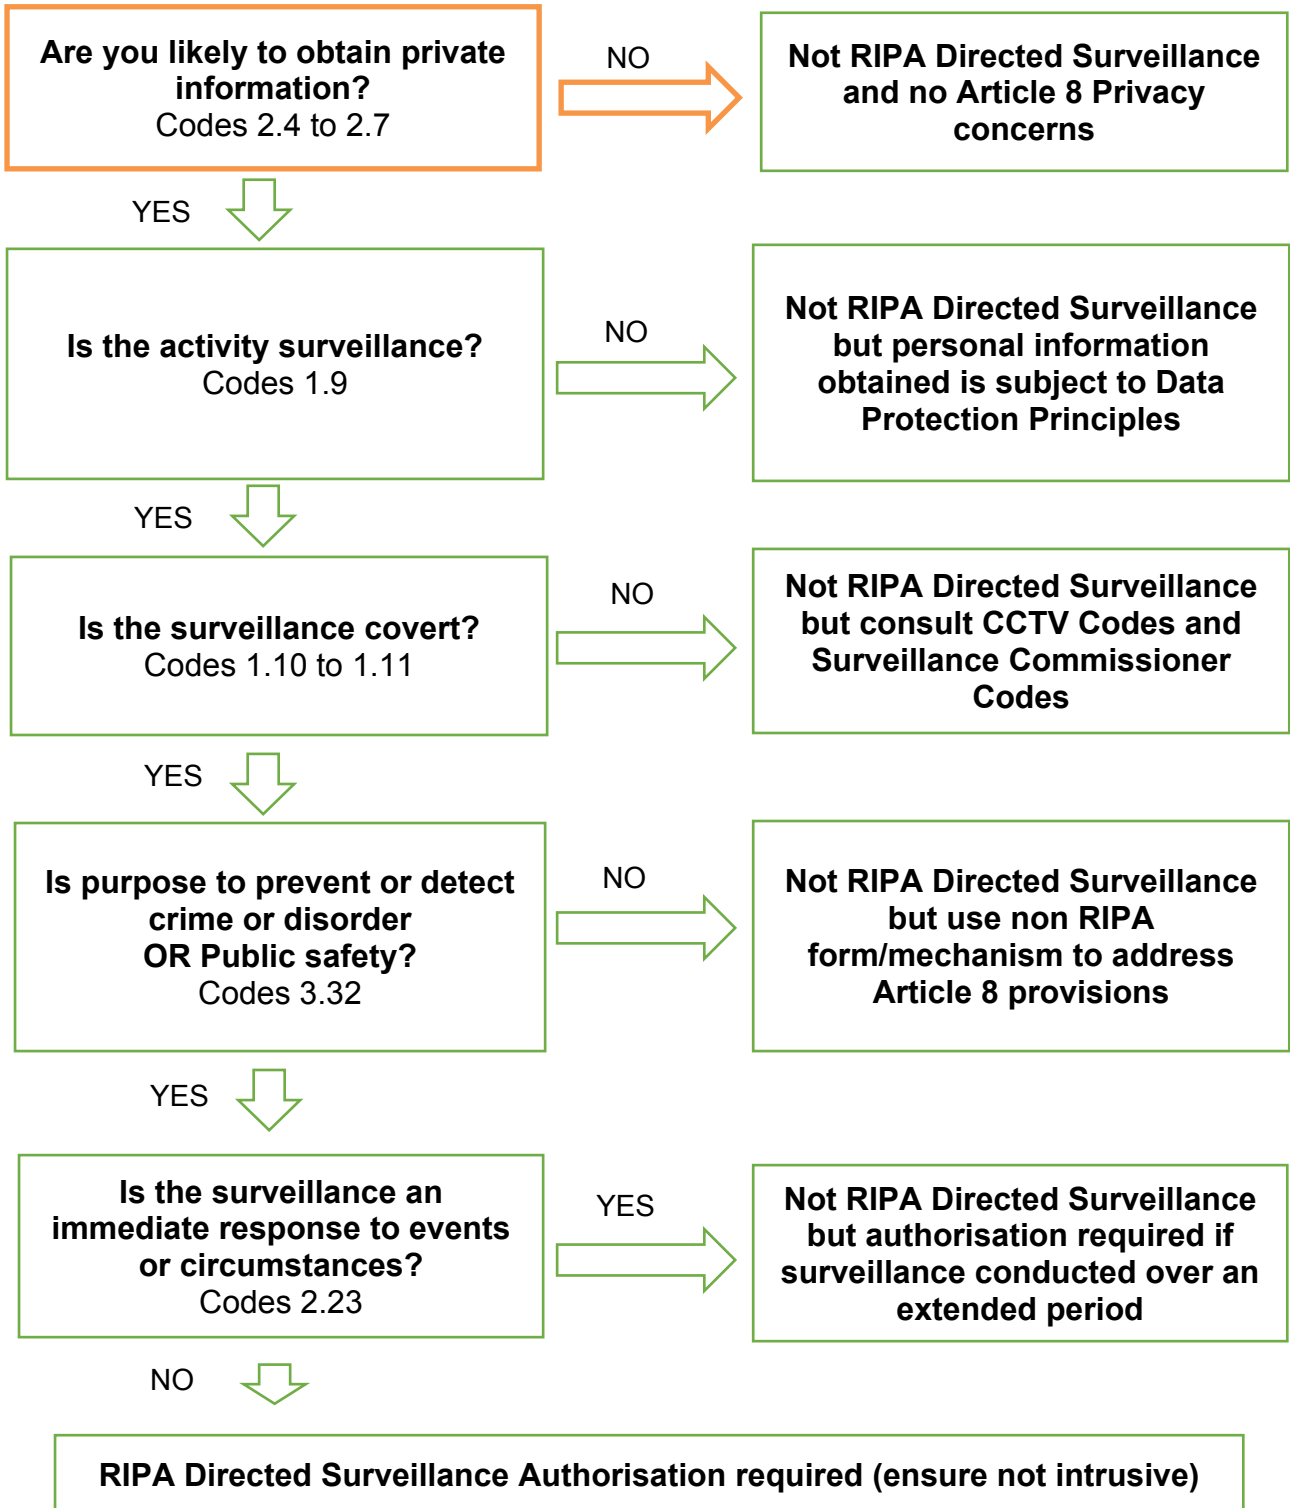 Are you likely to obtain private
information?
Codes 2.4 to 2.7
NO
Not RIPA Directed Surveillance
and no Article 8 Privacy
concerns
YES
Is the activity surveillance?
Codes 1.9
NO
Not RIPA Directed Surveillance
but personal information
obtained is subject to Data
Protection Principles
YES
Is the surveillance covert?
Codes 1.10 to 1.11
NO
Not RIPA Directed Surveillance
but consult CCTV Codes and
Surveillance Commissioner
Codes
YES
Is purpose to prevent or detect
crime or disorder
OR Public safety?
Codes 3.32
NO
Not RIPA Directed Surveillance
but use non RIPA
form/mechanism to address
Article 8 provisions
YES
Is the surveillance an
immediate response to events
or circumstances?
Codes 2.23
YES
Not RIPA Directed Surveillance
but authorisation required if
surveillance conducted over an
extended period
NO
RIPA Directed Surveillance Authorisation required (ensure not intrusive)